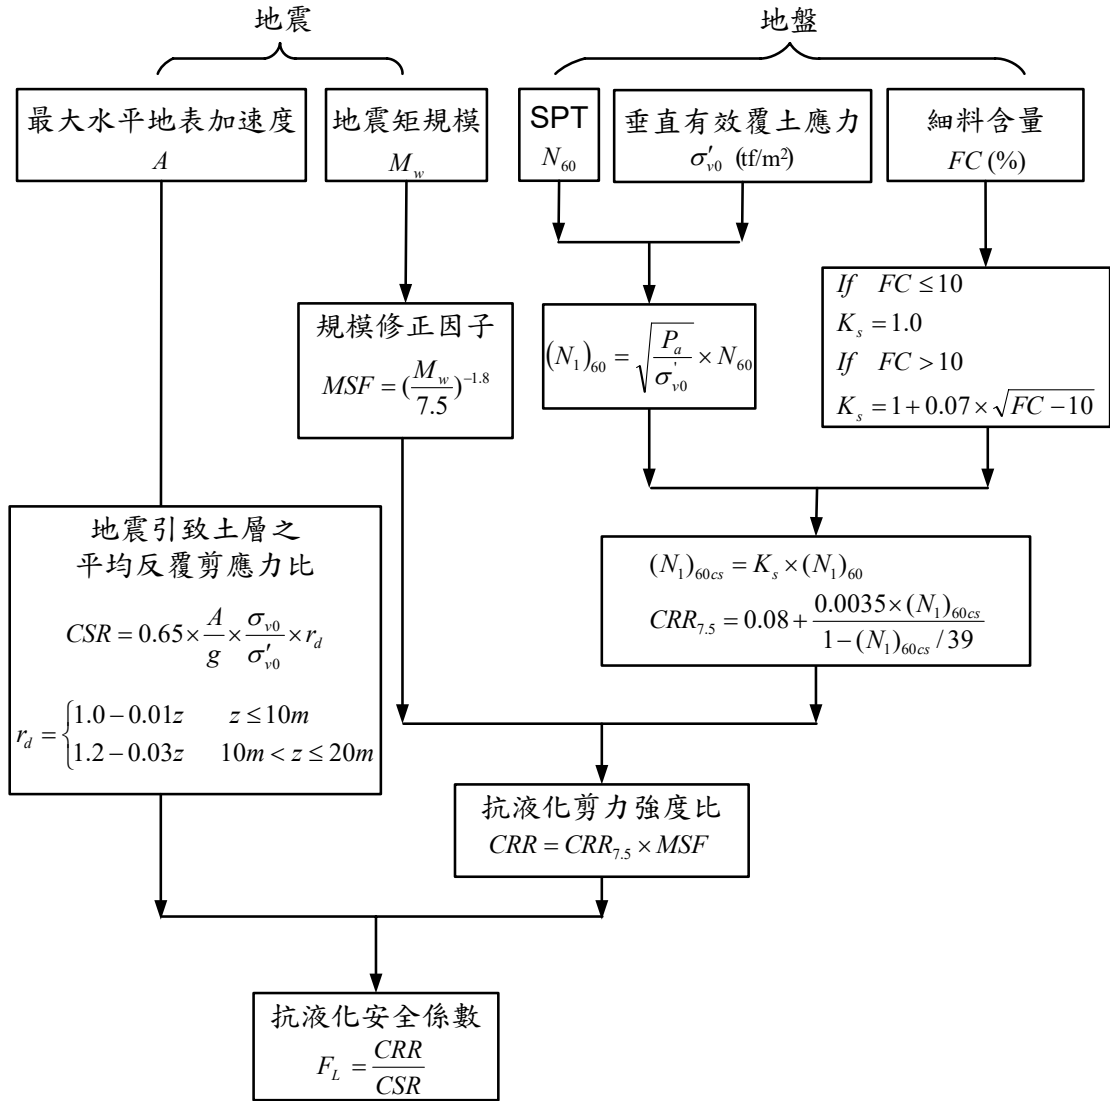 地震
地盤
最大水平地表加速度
A
地震矩規模
M_w
SPT
N_60
垂直有效覆土應力
σ′_v0 (tf/m²)
細料含量
FC (%)
規模修正因子
MSF = (M_w / 7.5)^−1.8
(N_1)_60 = √(P_a / σ'_v0) × N_60
If FC ≤ 10
K_s = 1.0
If FC > 10
K_s = 1 + 0.07 × √(FC − 10)
地震引致土層之
平均反覆剪應力比
CSR = 0.65 × A/g × σ_v0/σ′_v0 × r_d
r_d = { 1.0 − 0.01z z ≤ 10m
1.2 − 0.03z 10m < z ≤ 20m
(N_1)_60cs = K_s × (N_1)_60
CRR_7.5 = 0.08 + 0.0035 × (N_1)_60cs / 1 − (N_1)_60cs / 39
抗液化剪力強度比
CRR = CRR_7.5 × MSF
抗液化安全係數
F_L = CRR / CSR